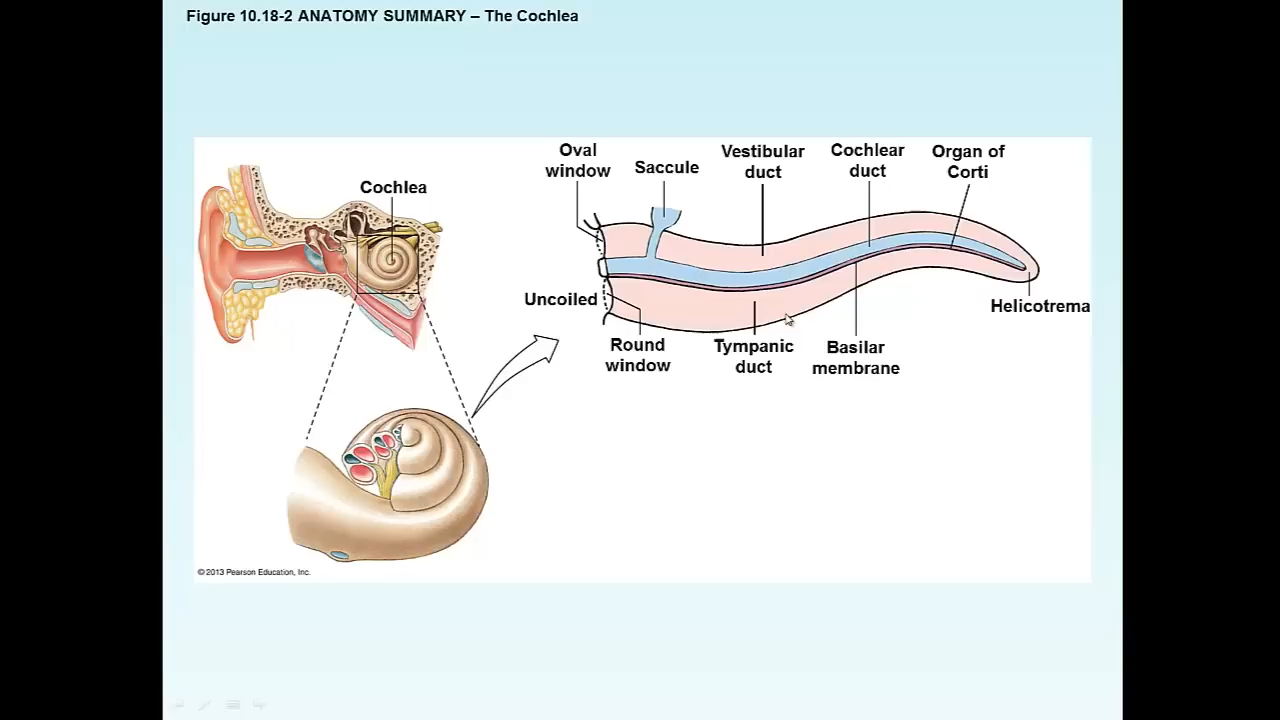 Figure 10.18-2 ANATOMY SUMMARY – The Cochlea
Cochlea
Oval
window
Saccule
Vestibular
duct
Cochlear
duct
Organ of
Corti
Uncoiled
Helicotrema
Round
window
Tympanic
duct
Basilar
membrane
© 2013 Pearson Education, Inc.